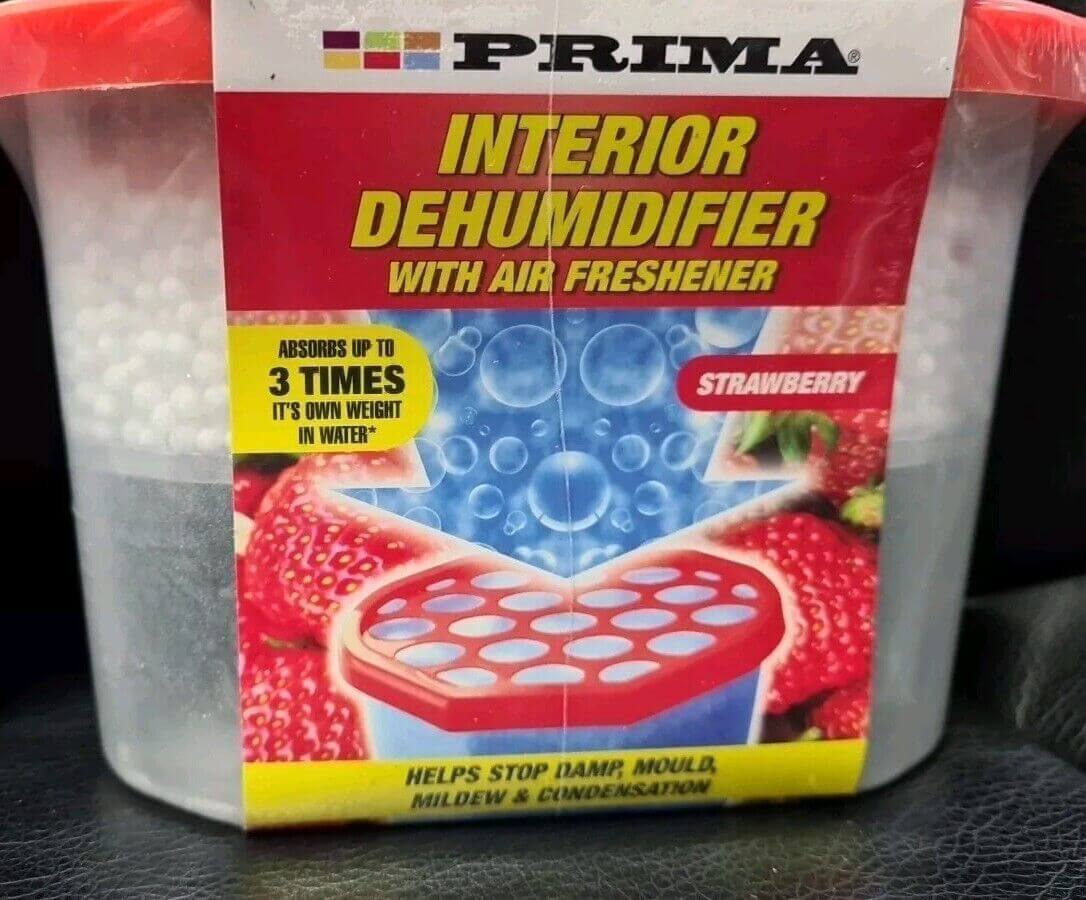 PRIMA®
INTERIOR
DEHUMIDIFIER
WITH AIR FRESHENER
ABSORBS UP TO
3 TIMES
IT'S OWN WEIGHT
IN WATER*
STRAWBERRY
HELPS STOP DAMP, MOULD,
MILDEW & CONDENSATION